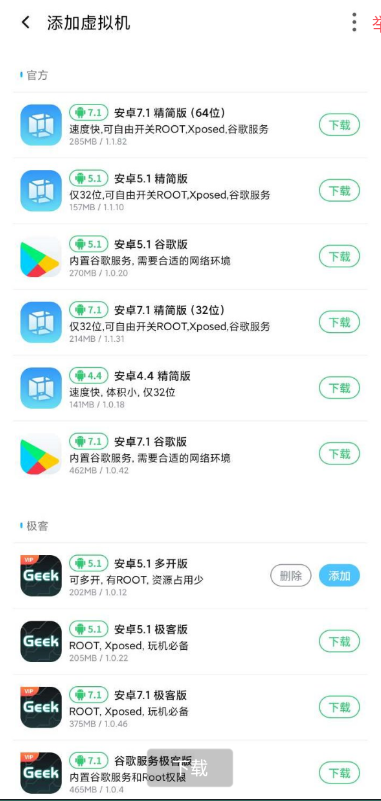 添加虚拟机
官方
7.1 安卓7.1 精简版 (64位)
速度快,可自由开关ROOT,Xposed,谷歌服务
285MB / 1.1.82
下载
5.1 安卓5.1 精简版
仅32位,可自由开关ROOT,Xposed,谷歌服务
157MB / 1.1.10
下载
5.1 安卓5.1 谷歌版
内置谷歌服务, 需要合适的网络环境
270MB / 1.0.20
下载
7.1 安卓7.1 精简版 (32位)
仅32位,可自由开关ROOT,Xposed,谷歌服务
214MB / 1.1.31
下载
4.4 安卓4.4 精简版
速度快, 体积小, 仅32位
141MB / 1.0.18
下载
7.1 安卓7.1 谷歌版
内置谷歌服务, 需要合适的网络环境
462MB / 1.0.42
下载
极客
VIP
Geek
5.1 安卓5.1 多开版
可多开, 有ROOT, 资源占用少
202MB / 1.0.12
删除
添加
Geek
5.1 安卓5.1 极客版
ROOT, Xposed, 玩机必备
205MB / 1.0.22
下载
VIP
Geek
7.1 安卓7.1 极客版
ROOT, Xposed, 玩机必备
375MB / 1.0.46
下载
VIP
Geek
7.1 谷歌服务极客版
内置谷歌服务和Root权限
465MB / 1.0.4
下载
下载